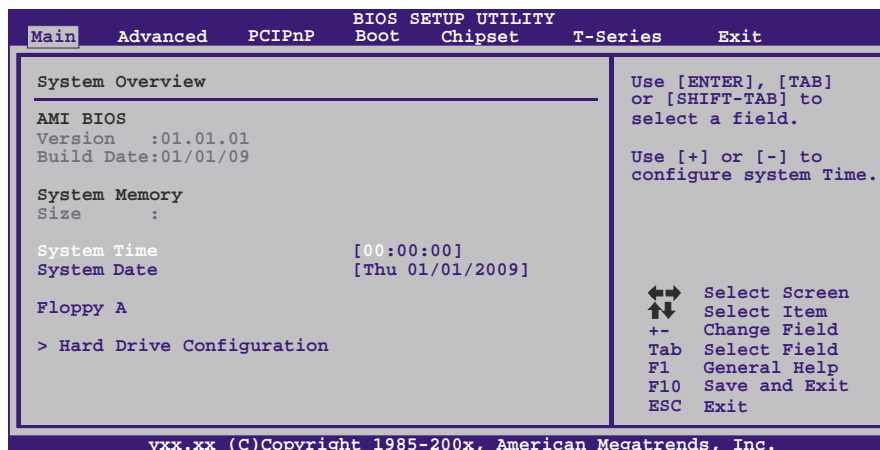 BIOS SETUP UTILITY
Main Advanced PCIPnP Boot Chipset T-Series Exit
System Overview
AMI BIOS
Version :01.01.01
Build Date:01/01/09
System Memory
Size :
System Time [00:00:00]
System Date [Thu 01/01/2009]
Floppy A
> Hard Drive Configuration
Use [ENTER], [TAB]
or [SHIFT-TAB] to
select a field.
Use [+] or [-] to
configure system Time.
Select Screen
Select Item
+- Change Field
Tab Select Field
F1 General Help
F10 Save and Exit
ESC Exit
vxx.xx (C)Copyright 1985-200x, American Megatrends, Inc.